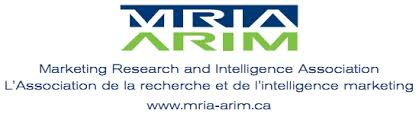 MRIA
ARIM
Marketing Research and Intelligence Association
L'Association de la recherche et de l'intelligence marketing
www.mria-arim.ca